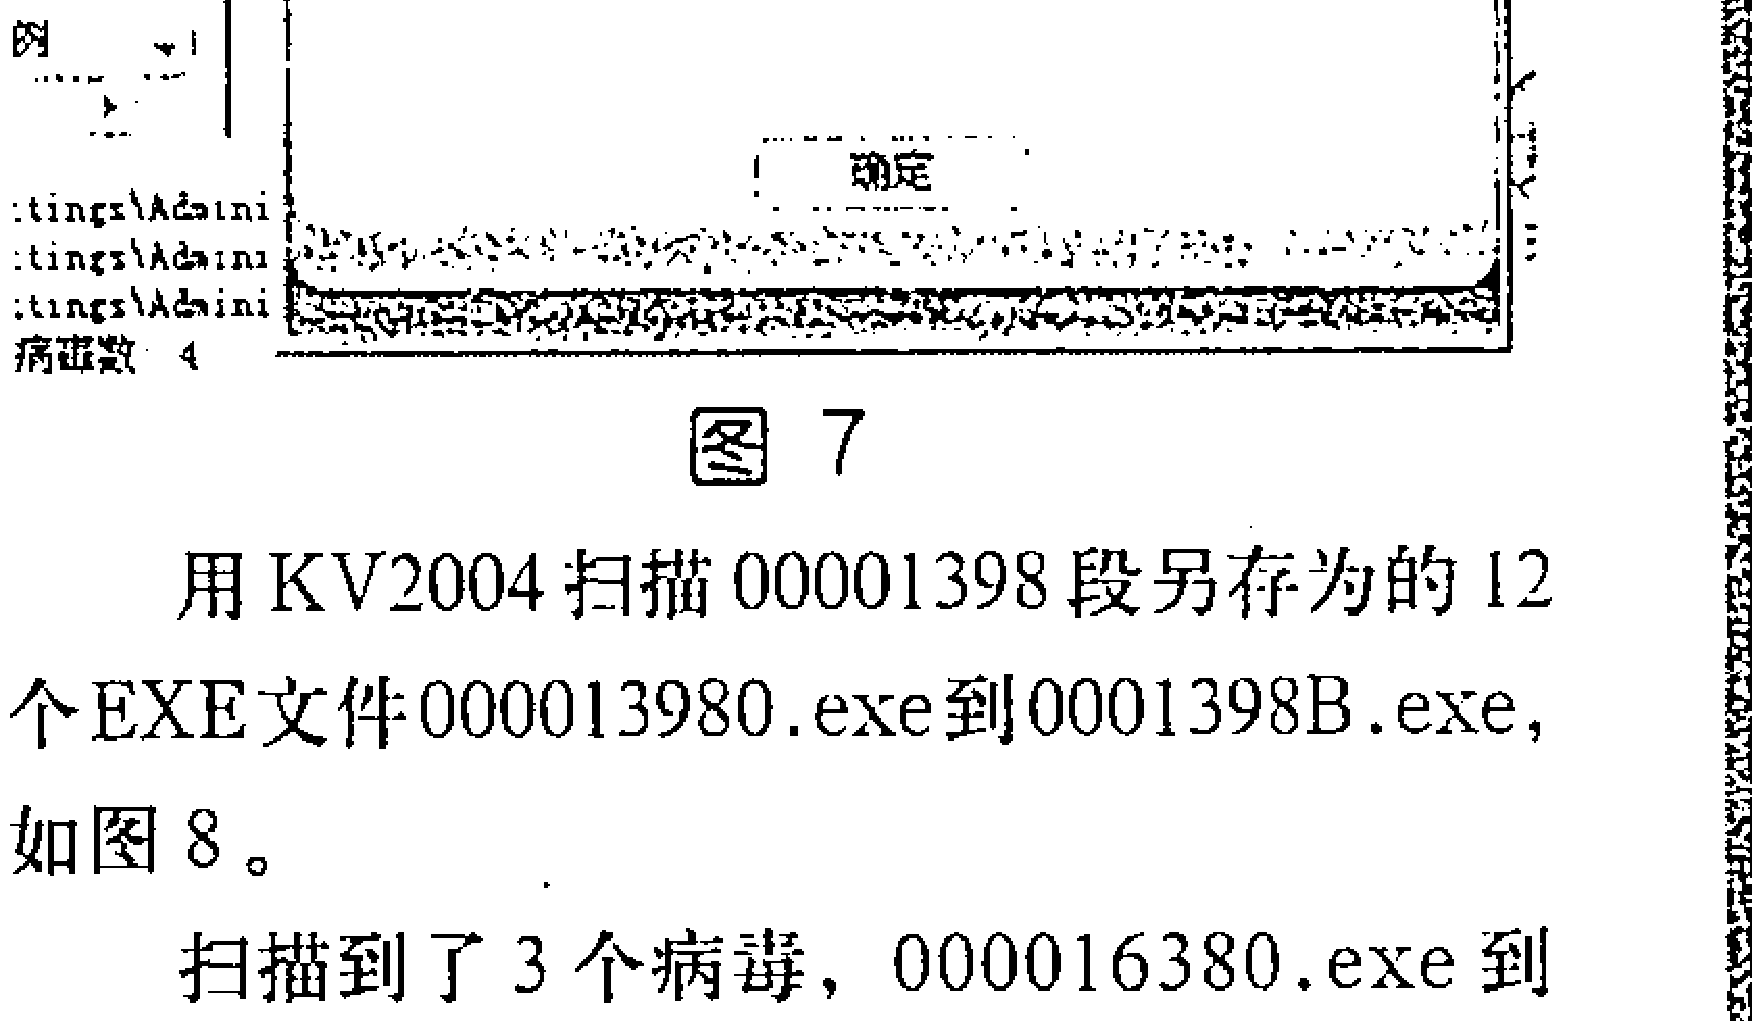 的
确定
:tings\Admini
:tings\Admini
:tings\Admini
病毒数 4
图 7
用 KV2004 扫描 00001398 段另存为的 12
个EXE文件000013980.exe到0001398B.exe,
如图 8。
扫描到了 3 个病毒, 000016380.exe 到